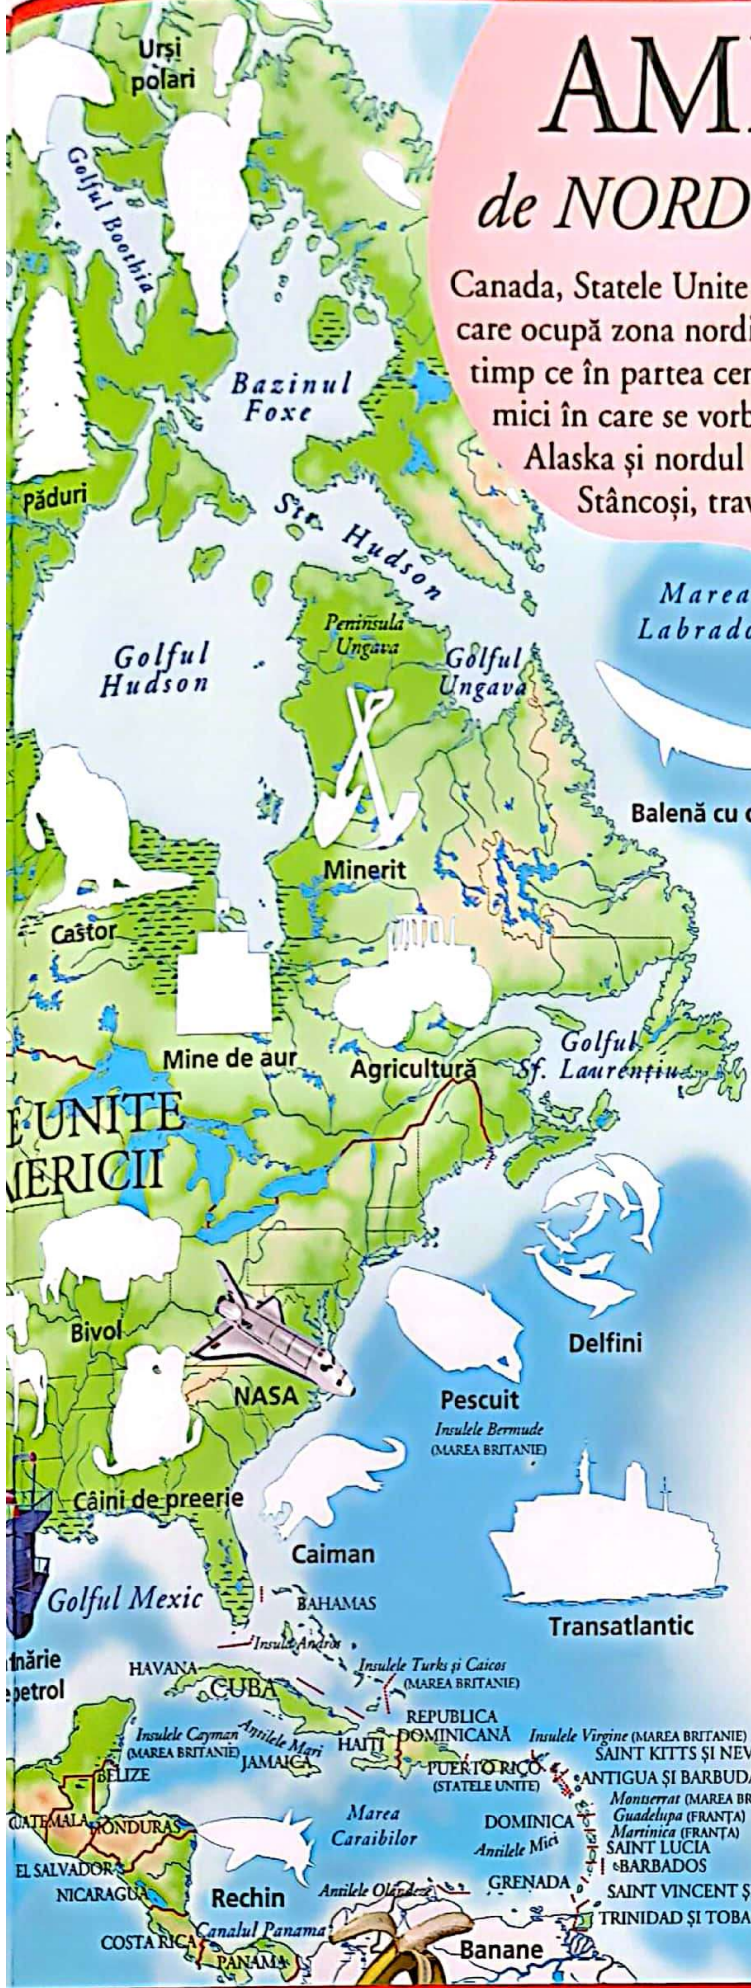 Urși
polari
AM
de NORD
Golful Boothia
Canada, Statele Unite
care ocupă zona nordi
timp ce în partea cen
mici în care se vorb
Alaska și nordul
Stâncoși, trav
Bazinul
Foxe
Păduri
Str. Hudson
Marea
Labrado
Peninsula
Ungava
Golful
Ungava
Golful
Hudson
Balenă cu c
Minerit
Castor
Mine de aur
Agricultură
Golful
Sf. Laurențiu
E UNITE
MERICII
Bivol
Delfini
NASA
Pescuit
Insulele Bermude
(MAREA BRITANIE)
Câini de preerie
Caiman
Golful Mexic
BAHAMAS
Transatlantic
Insula Andros
inărie
petrol
HAVANA
CUBA
Insulele Turks și Caicos
(MAREA BRITANIE)
REPUBLICA
DOMINICANĂ
HAITI
Insulele Cayman
(MAREA BRITANIE)
Antilele Mari
JAMAICA
Insulele Virgine (MAREA BRITANIE)
SAINT KITTS ȘI NEV
PUERTO RICO
(STATELE UNITE)
ANTIGUA ȘI BARBUDA
BELIZE
Montserrat (MAREA BR
Guadelupa (FRANȚA)
Martinica (FRANȚA)
GUATEMALA
HONDURAS
Marea
Caraibilor
DOMINICA
Antilele Mici
SAINT LUCIA
BARBADOS
EL SALVADOR
NICARAGUA
Rechin
Antilele Olandeze
GRENADA
SAINT VINCENT Ș
TRINIDAD ȘI TOBA
COSTA RICA
Canalul Panama
PANAMA
Banane